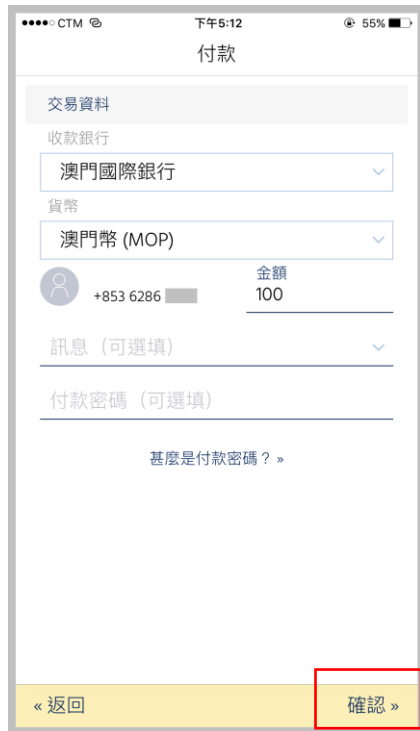 CTM 下午5:12 55%
付款
交易資料
收款銀行
澳門國際銀行
貨幣
澳門幣 (MOP)
金額
+853 6286 100
訊息（可選填）
付款密碼（可選填）
甚麼是付款密碼？»
«返回 確認»